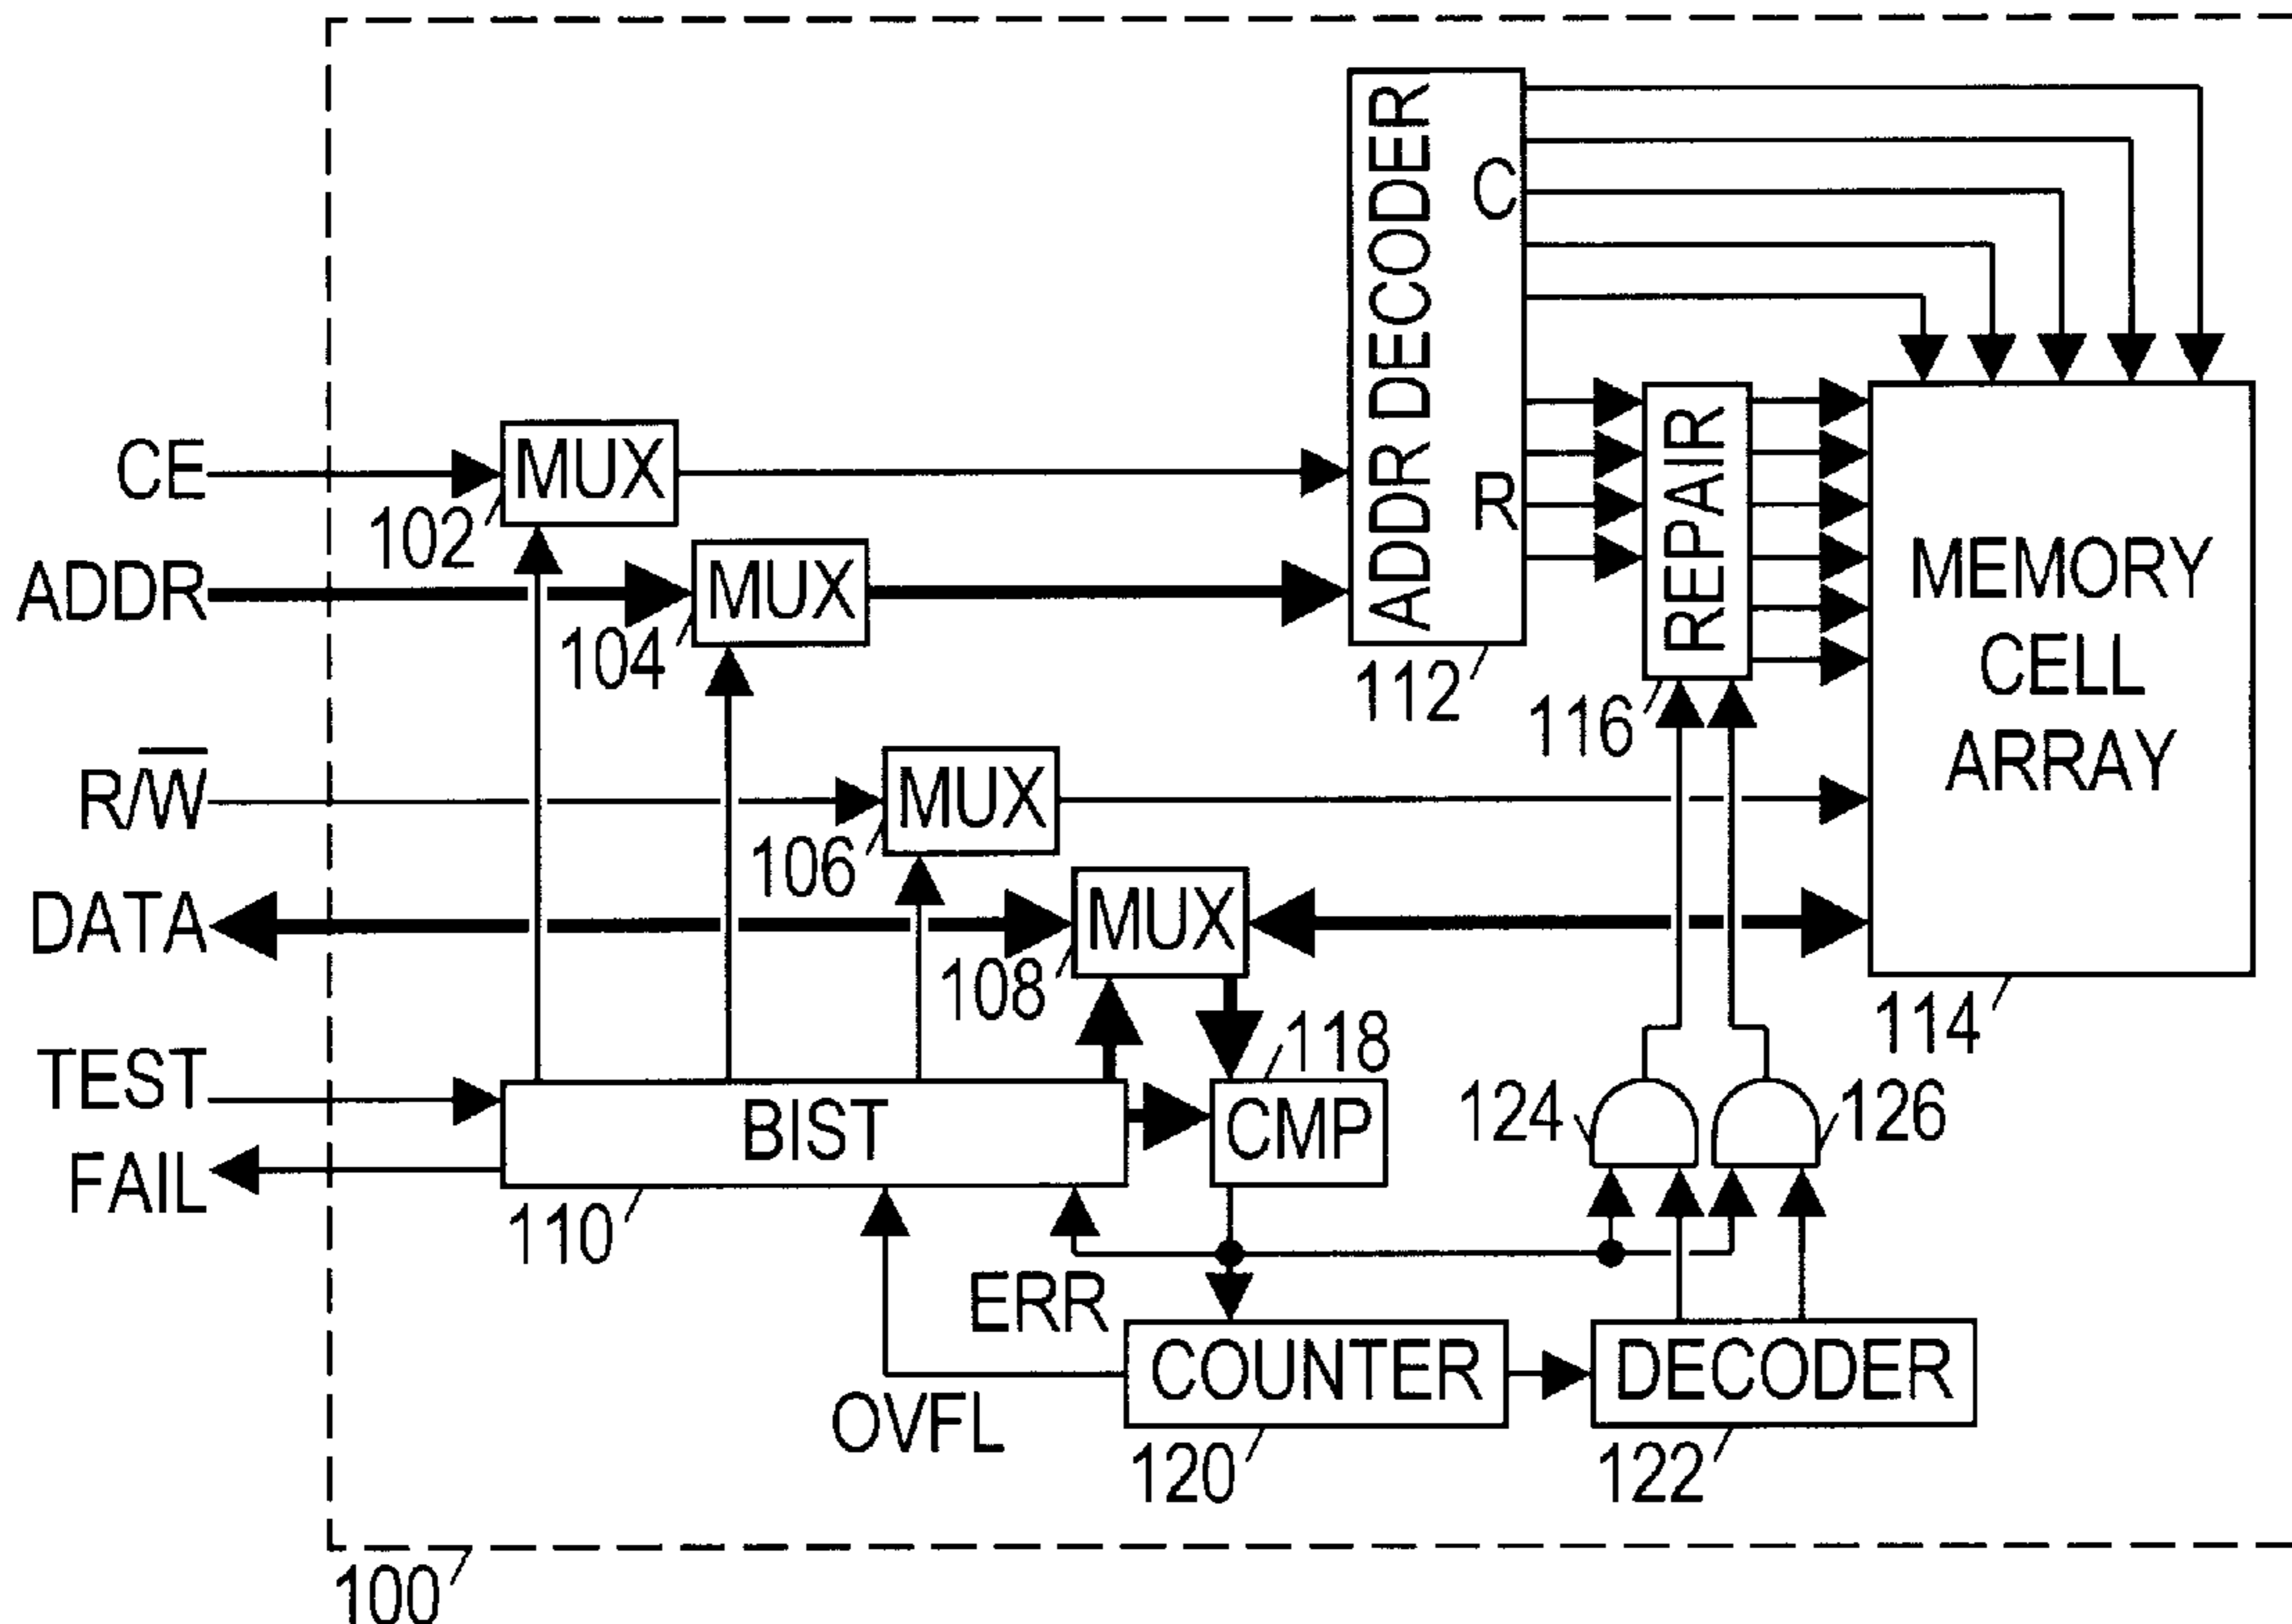 ADDR DECODER
C
R
CE
MUX
102
ADDR
MUX
104
112
REPAIR
116
MEMORY
CELL
ARRAY
114
R/W̅
MUX
106
DATA
MUX
108
118
TEST
BIST
CMP
124
126
FAIL
110
ERR
COUNTER
DECODER
OVFL
120
122
100